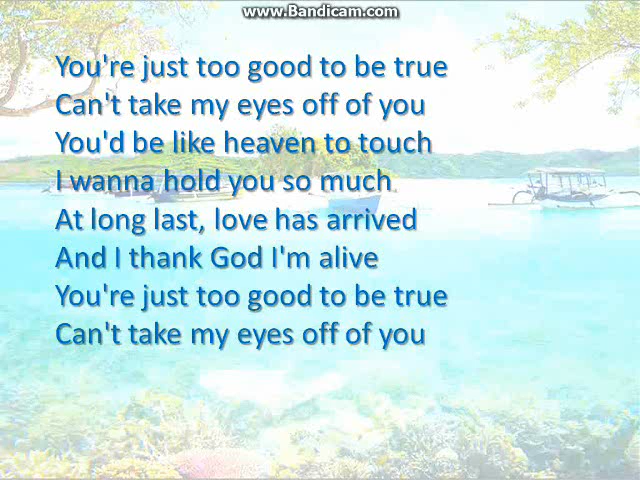 www.Bandicam.com
You're just too good to be true
Can't take my eyes off of you
You'd be like heaven to touch
I wanna hold you so much
At long last, love has arrived
And I thank God I'm alive
You're just too good to be true
Can't take my eyes off of you